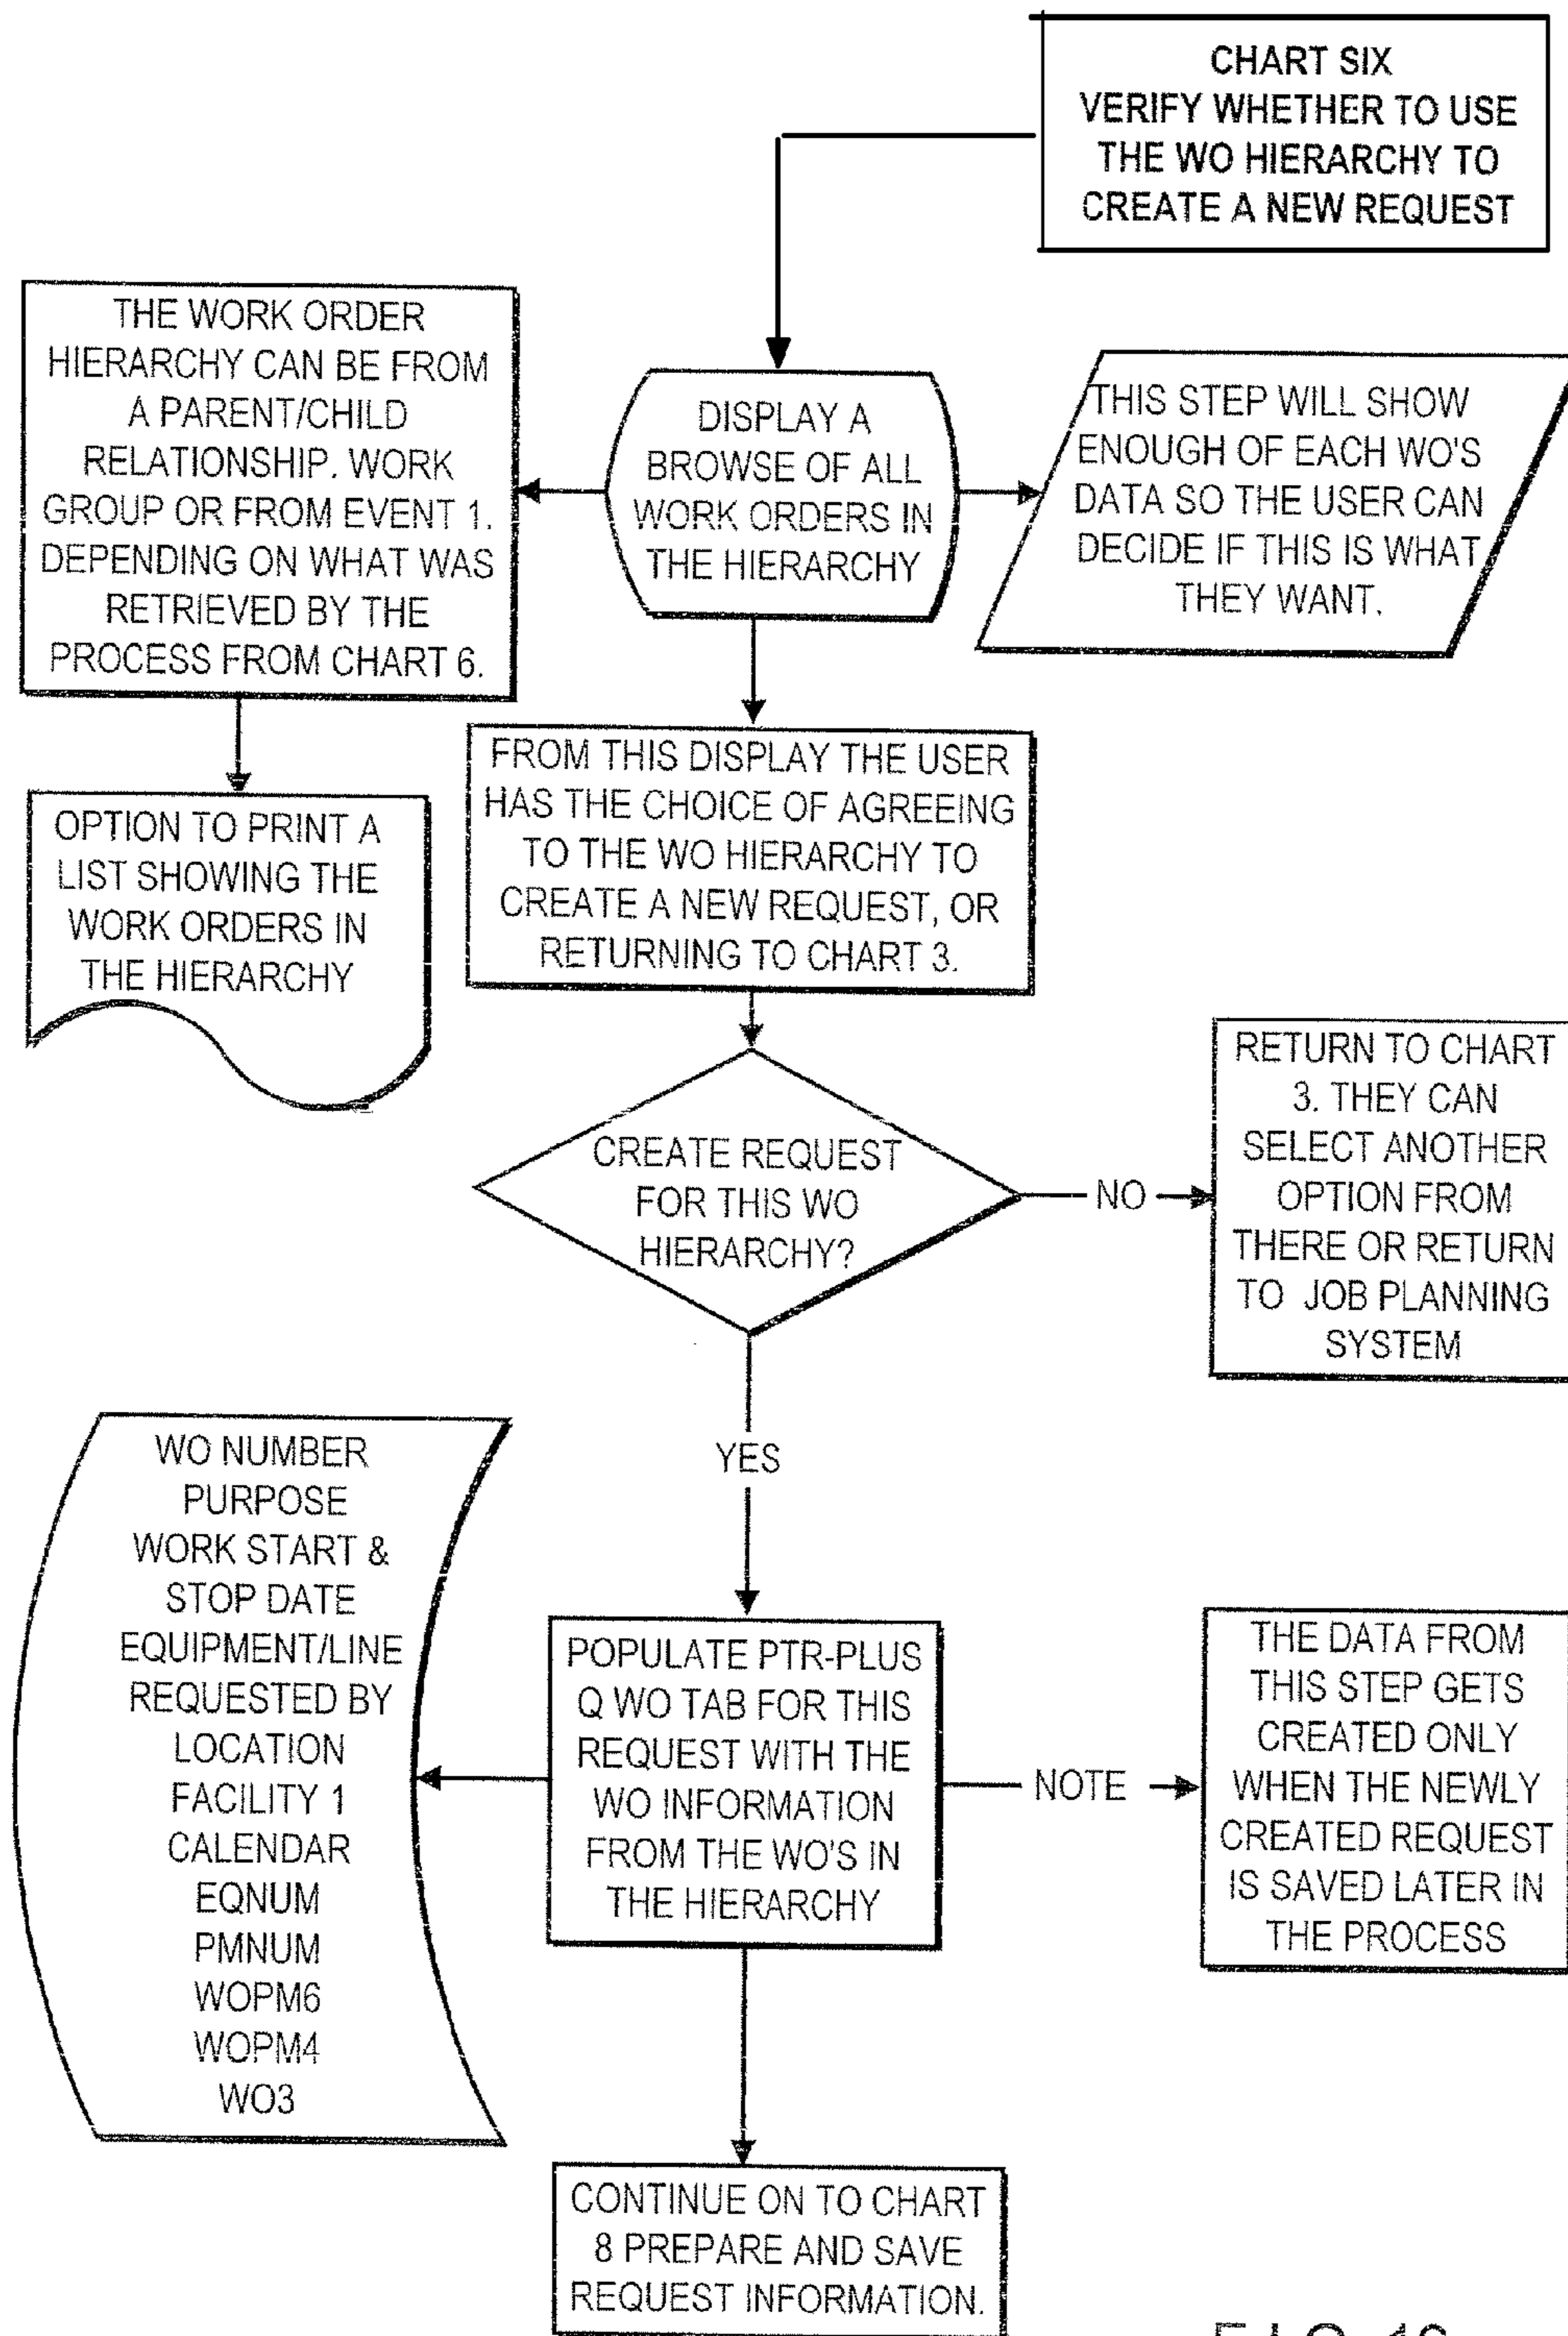 CHART SIX
VERIFY WHETHER TO USE
THE WO HIERARCHY TO
CREATE A NEW REQUEST
THE WORK ORDER
HIERARCHY CAN BE FROM
A PARENT/CHILD
RELATIONSHIP. WORK
GROUP OR FROM EVENT 1.
DEPENDING ON WHAT WAS
RETRIEVED BY THE
PROCESS FROM CHART 6.
DISPLAY A
BROWSE OF ALL
WORK ORDERS IN
THE HIERARCHY
THIS STEP WILL SHOW
ENOUGH OF EACH WO'S
DATA SO THE USER CAN
DECIDE IF THIS IS WHAT
THEY WANT.
OPTION TO PRINT A
LIST SHOWING THE
WORK ORDERS IN
THE HIERARCHY
FROM THIS DISPLAY THE USER
HAS THE CHOICE OF AGREEING
TO THE WO HIERARCHY TO
CREATE A NEW REQUEST, OR
RETURNING TO CHART 3.
CREATE REQUEST
FOR THIS WO
HIERARCHY?
NO
RETURN TO CHART
3. THEY CAN
SELECT ANOTHER
OPTION FROM
THERE OR RETURN
TO JOB PLANNING
SYSTEM
YES
WO NUMBER
PURPOSE
WORK START &
STOP DATE
EQUIPMENT/LINE
REQUESTED BY
LOCATION
FACILITY 1
CALENDAR
EQNUM
PMNUM
WOPM6
WOPM4
WO3
POPULATE PTR-PLUS
Q WO TAB FOR THIS
REQUEST WITH THE
WO INFORMATION
FROM THE WO'S IN
THE HIERARCHY
NOTE
THE DATA FROM
THIS STEP GETS
CREATED ONLY
WHEN THE NEWLY
CREATED REQUEST
IS SAVED LATER IN
THE PROCESS
CONTINUE ON TO CHART
8 PREPARE AND SAVE
REQUEST INFORMATION.